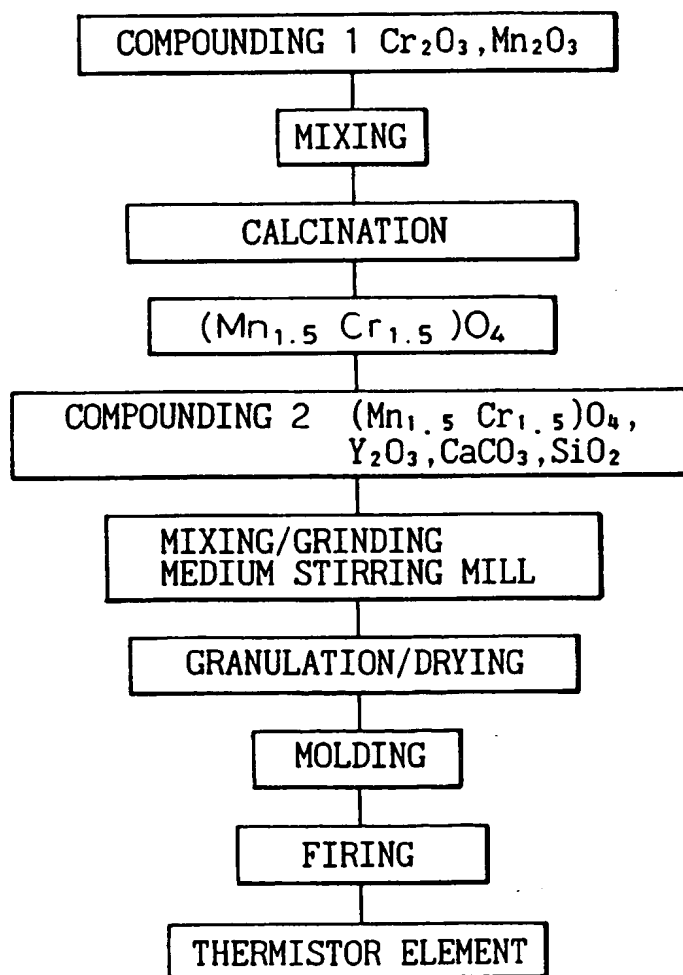 COMPOUNDING 1 Cr₂O₃,Mn₂O₃
MIXING
CALCINATION
(Mn₁.₅ Cr₁.₅)O₄
COMPOUNDING 2 (Mn₁.₅ Cr₁.₅)O₄,
Y₂O₃,CaCO₃,SiO₂
MIXING/GRINDING
MEDIUM STIRRING MILL
GRANULATION/DRYING
MOLDING
FIRING
THERMISTOR ELEMENT